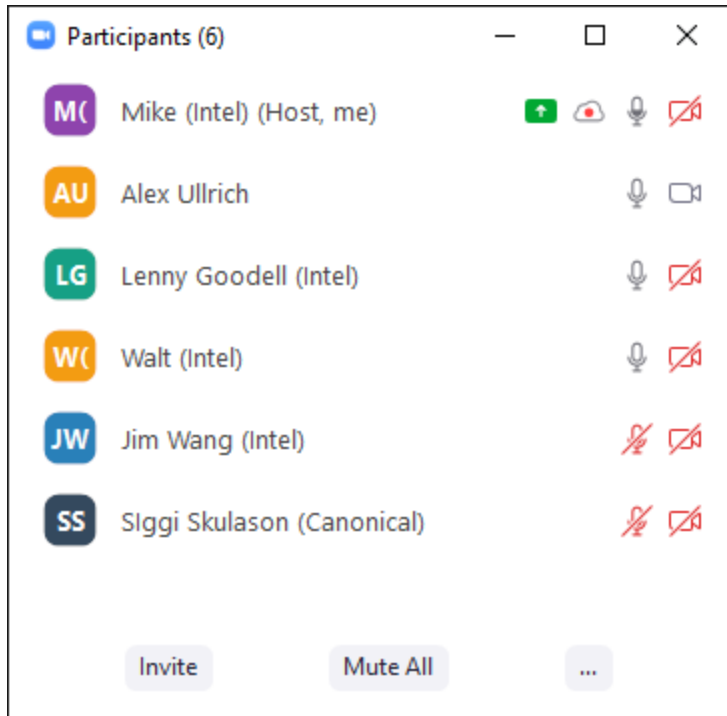 Participants (6)
M( Mike (Intel) (Host, me)
AU Alex Ullrich
LG Lenny Goodell (Intel)
W( Walt (Intel)
JW Jim Wang (Intel)
SS SIggi Skulason (Canonical)
Invite Mute All ...